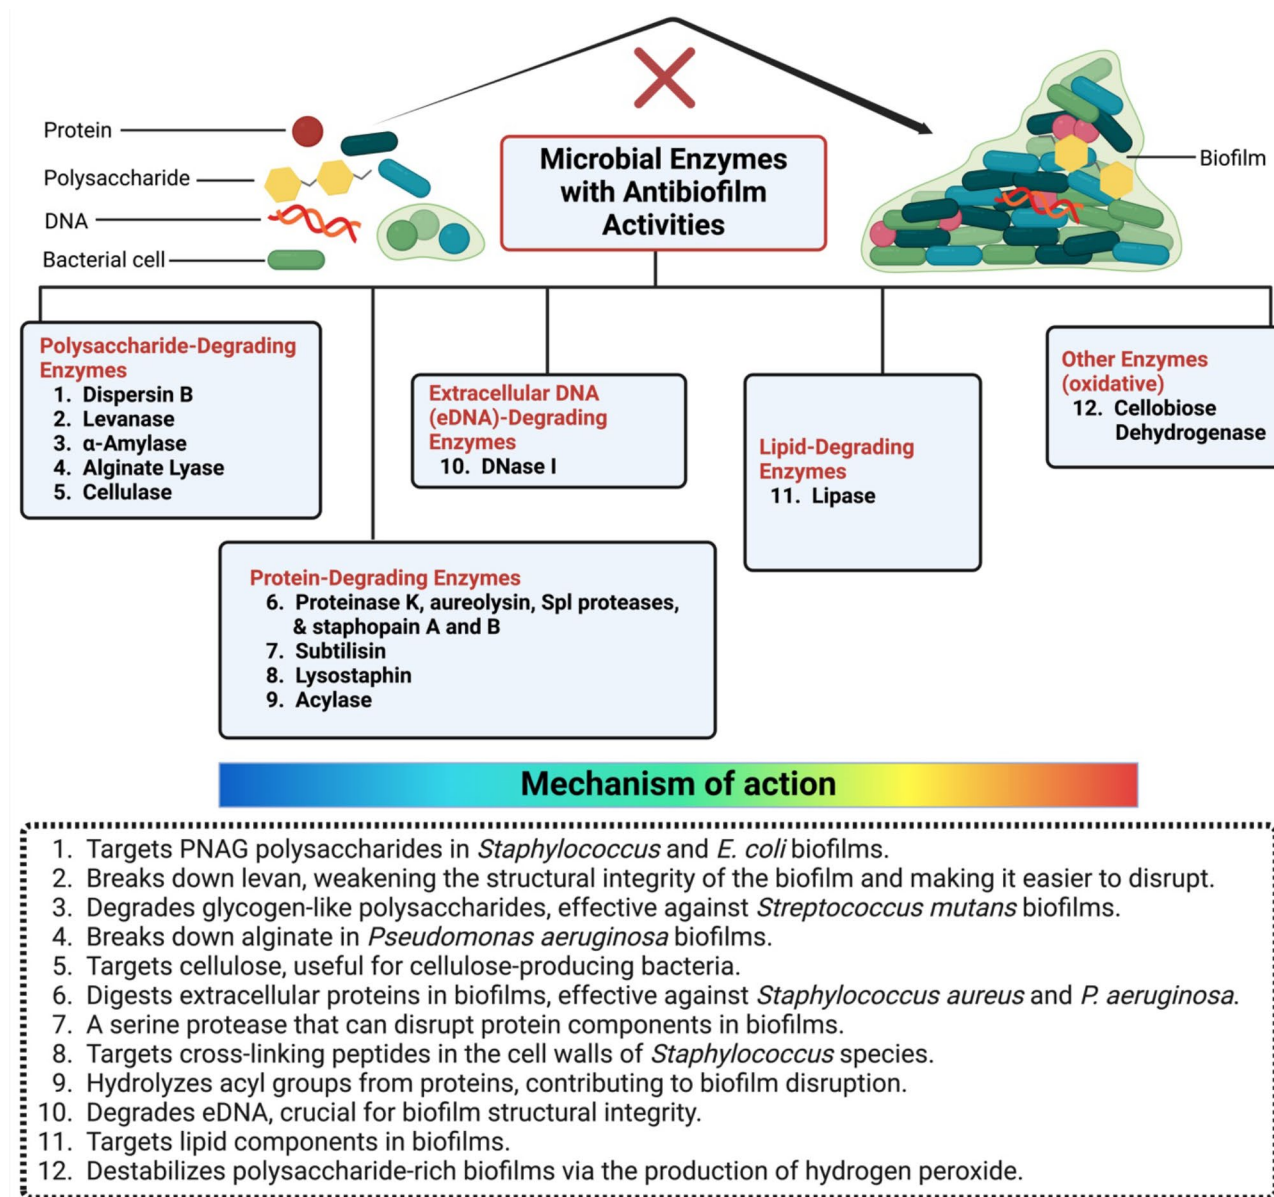 Protein
Polysaccharide
DNA
Bacterial cell
Microbial Enzymes
with Antibiofilm
Activities
Biofilm
Polysaccharide-Degrading
Enzymes
1. Dispersin B
2. Levanase
3. α-Amylase
4. Alginate Lyase
5. Cellulase
Extracellular DNA
(eDNA)-Degrading
Enzymes
10. DNase I
Lipid-Degrading
Enzymes
11. Lipase
Other Enzymes
(oxidative)
12. Cellobiose
Dehydrogenase
Protein-Degrading Enzymes
6. Proteinase K, aureolysin, Spl proteases,
& staphopain A and B
7. Subtilisin
8. Lysostaphin
9. Acylase
Mechanism of action
1. Targets PNAG polysaccharides in Staphylococcus and E. coli biofilms.
2. Breaks down levan, weakening the structural integrity of the biofilm and making it easier to disrupt.
3. Degrades glycogen-like polysaccharides, effective against Streptococcus mutans biofilms.
4. Breaks down alginate in Pseudomonas aeruginosa biofilms.
5. Targets cellulose, useful for cellulose-producing bacteria.
6. Digests extracellular proteins in biofilms, effective against Staphylococcus aureus and P. aeruginosa.
7. A serine protease that can disrupt protein components in biofilms.
8. Targets cross-linking peptides in the cell walls of Staphylococcus species.
9. Hydrolyzes acyl groups from proteins, contributing to biofilm disruption.
10. Degrades eDNA, crucial for biofilm structural integrity.
11. Targets lipid components in biofilms.
12. Destabilizes polysaccharide-rich biofilms via the production of hydrogen peroxide.